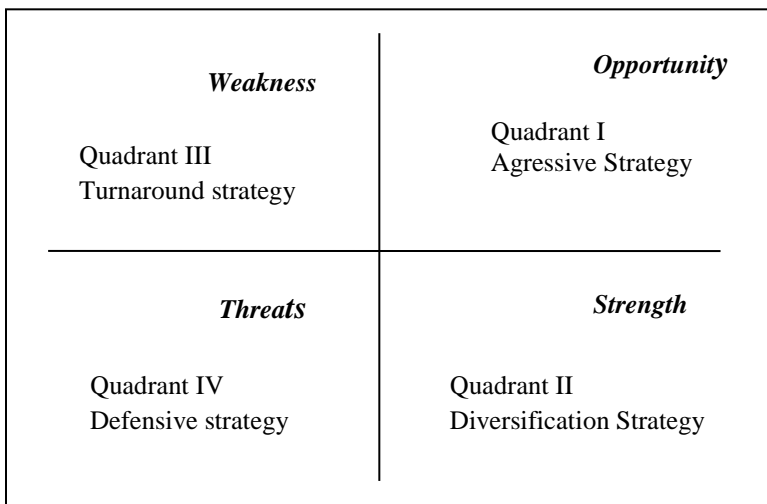 Weakness
Quadrant III
Turnaround strategy
Opportunity
Quadrant I
Agressive Strategy
Threats
Quadrant IV
Defensive strategy
Strength
Quadrant II
Diversification Strategy